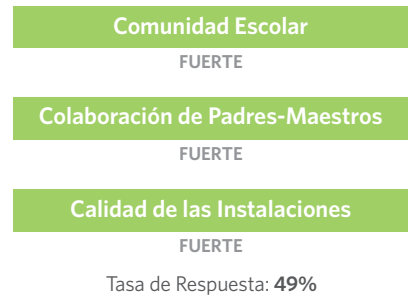 Comunidad Escolar
FUERTE
Colaboración de Padres-Maestros
FUERTE
Calidad de las Instalaciones
FUERTE
Tasa de Respuesta: 49%